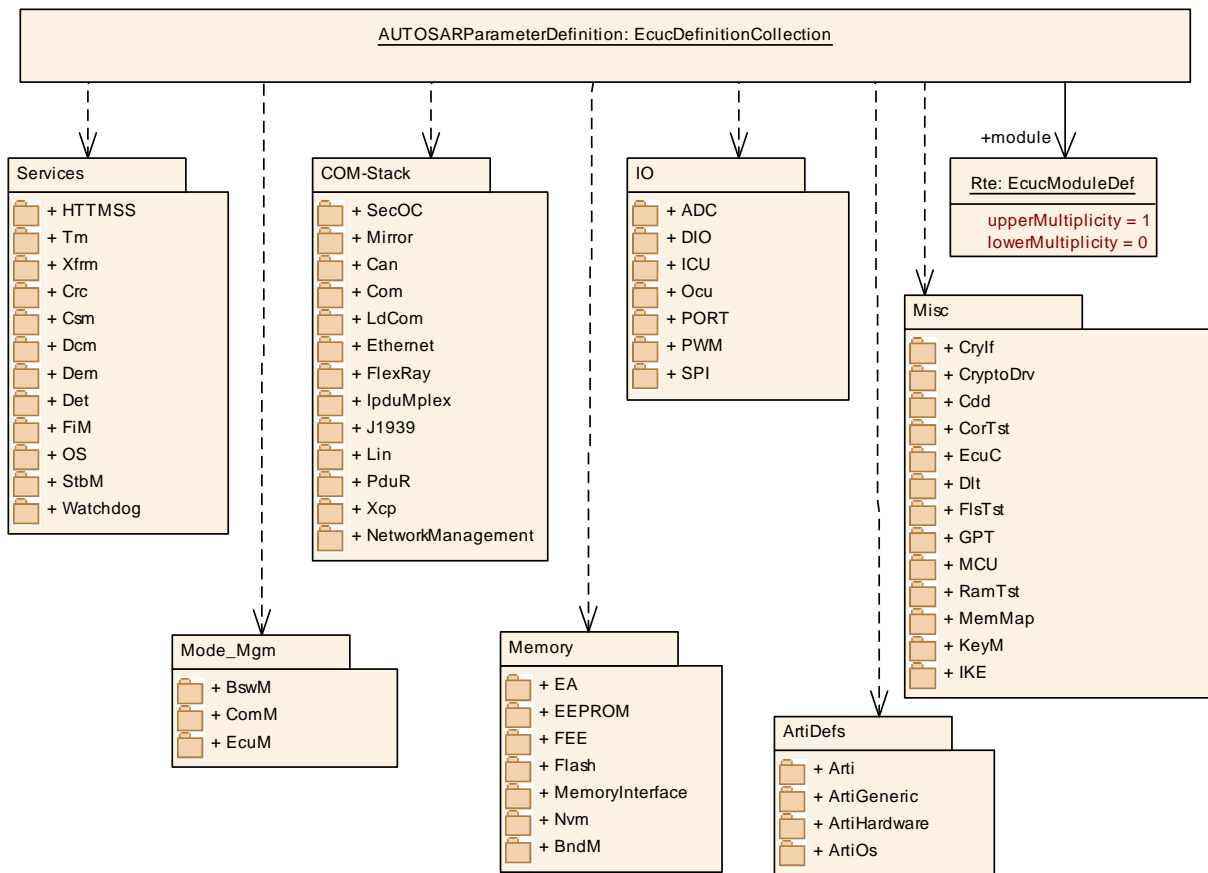 AUTOSARParameterDefinition: EcucDefinitionCollection
+module
Services
+ HTTMSS
+ Tm
+ Xfrm
+ Crc
+ Csm
+ Dcm
+ Dem
+ Det
+ FiM
+ OS
+ StbM
+ Watchdog
COM-Stack
+ SecOC
+ Mirror
+ Can
+ Com
+ LdCom
+ Ethernet
+ FlexRay
+ IpduMplex
+ J1939
+ Lin
+ PduR
+ Xcp
+ NetworkManagement
IO
+ ADC
+ DIO
+ ICU
+ Ocu
+ PORT
+ PWM
+ SPI
Rte: EcucModuleDef
upperMultiplicity = 1
lowerMultiplicity = 0
Misc
+ CryIf
+ CryptoDrv
+ Cdd
+ CorTst
+ EcuC
+ Dlt
+ FlsTst
+ GPT
+ MCU
+ RamTst
+ MemMap
+ KeyM
+ IKE
Mode_Mgm
+ BswM
+ ComM
+ EcuM
Memory
+ EA
+ EEPROM
+ FEE
+ Flash
+ MemoryInterface
+ Nvm
+ BndM
ArtiDefs
+ Arti
+ ArtiGeneric
+ ArtiHardware
+ ArtiOs